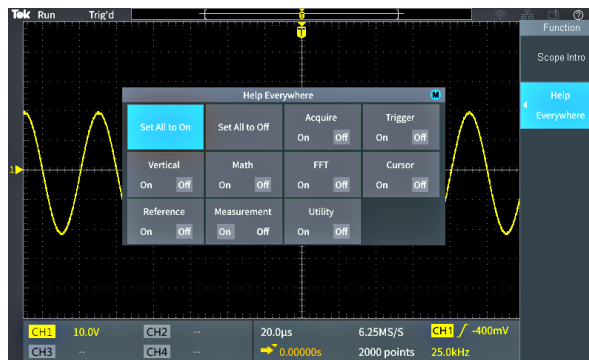 Tek Run Trig'd
T
Function
Scope Intro
Help
Everywhere
Help Everywhere M
Set All to On
Set All to Off
Acquire
On Off
Trigger
On Off
Vertical
On Off
Math
On Off
FFT
On Off
Cursor
On Off
Reference
On Off
Measurement
On Off
Utility
On Off
1
CH1 10.0V CH2 -- 20.0µs 6.25MS/S CH1 -400mV
CH3 -- CH4 -- 0.00000s 2000 points 25.0kHz